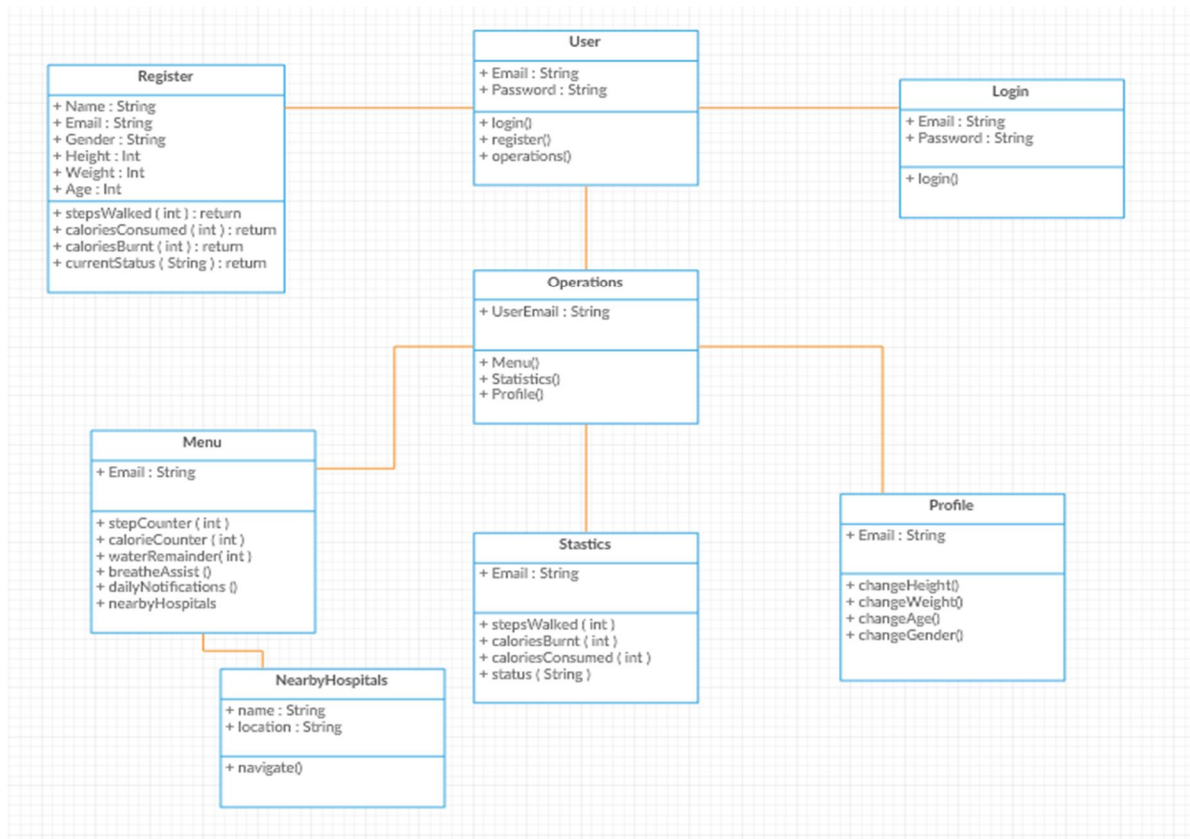 User
+ Email : String
+ Password : String
+ login()
+ register()
+ operations()
Register
+ Name : String
+ Email : String
+ Gender : String
+ Height : Int
+ Weight : Int
+ Age : Int
+ stepsWalked ( int ) : return
+ caloriesConsumed ( int ) : return
+ caloriesBurnt ( int ) : return
+ currentStatus ( String ) : return
Login
+ Email : String
+ Password : String
+ login()
Operations
+ UserEmail : String
+ Menu()
+ Statistics()
+ Profile()
Menu
+ Email : String
+ stepCounter ( int )
+ calorieCounter ( int )
+ waterRemainder( int )
+ breatheAssist ()
+ dailyNotifications ()
+ nearbyHospitals
Stastics
+ Email : String
+ stepsWalked ( int )
+ caloriesBurnt ( int )
+ caloriesConsumed ( int )
+ status ( String )
Profile
+ Email : String
+ changeHeight()
+ changeWeight()
+ changeAge()
+ changeGender()
NearbyHospitals
+ name : String
+ location : String
+ navigate()